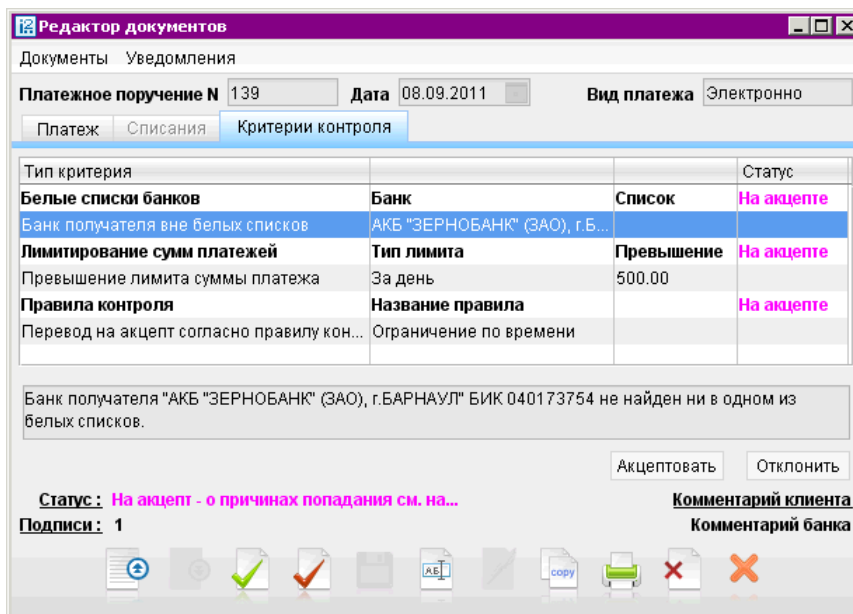 Редактор документов
Документы Уведомления
Платежное поручение N 139 Дата 08.09.2011 Вид платежа Электронно
Платеж Списания Критерии контроля
Тип критерия Статус
Белые списки банков Банк Список На акцепте
Банк получателя вне белых списков АКБ "ЗЕРНОБАНК" (ЗАО), г.Б...
Лимитирование сумм платежей Тип лимита Превышение На акцепте
Превышение лимита суммы платежа За день 500.00
Правила контроля Название правила На акцепте
Перевод на акцепт согласно правилу кон... Ограничение по времени
Банк получателя "АКБ "ЗЕРНОБАНК" (ЗАО), г.БАРНАУЛ" БИК 040173754 не найден ни в одном из
белых списков.
Акцептовать Отклонить
Статус : На акцепт - о причинах попадания см. на... Комментарий клиента
Подписи : 1 Комментарий банка
АБ copy